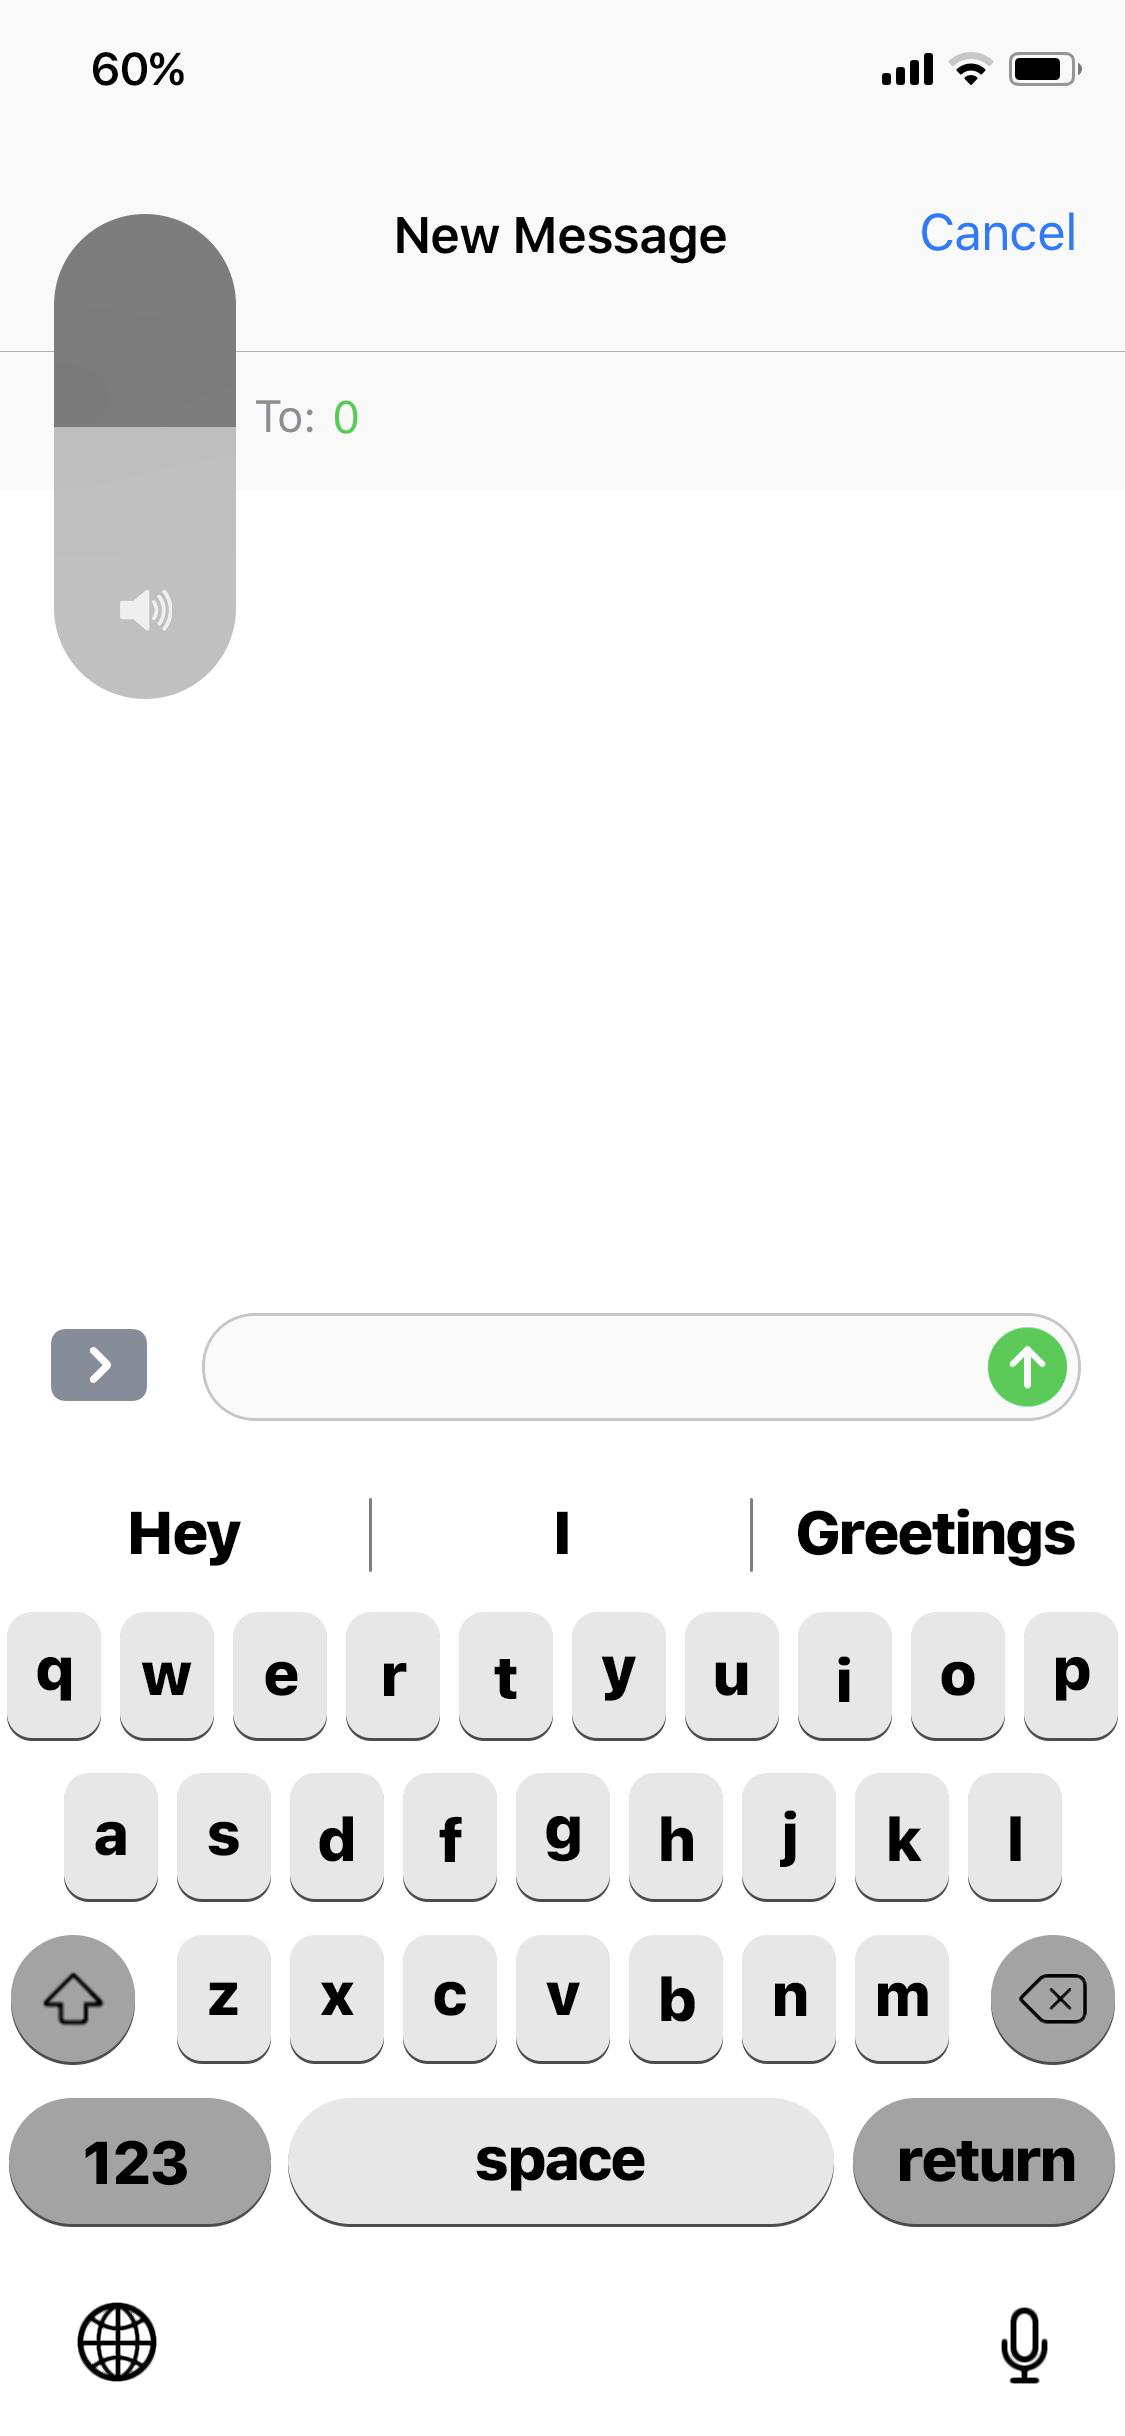 60%
New Message
Cancel
To: 0
Hey
I
Greetings
q w e r t y u i o p
a s d f g h j k l
z x c v b n m
123
space
return